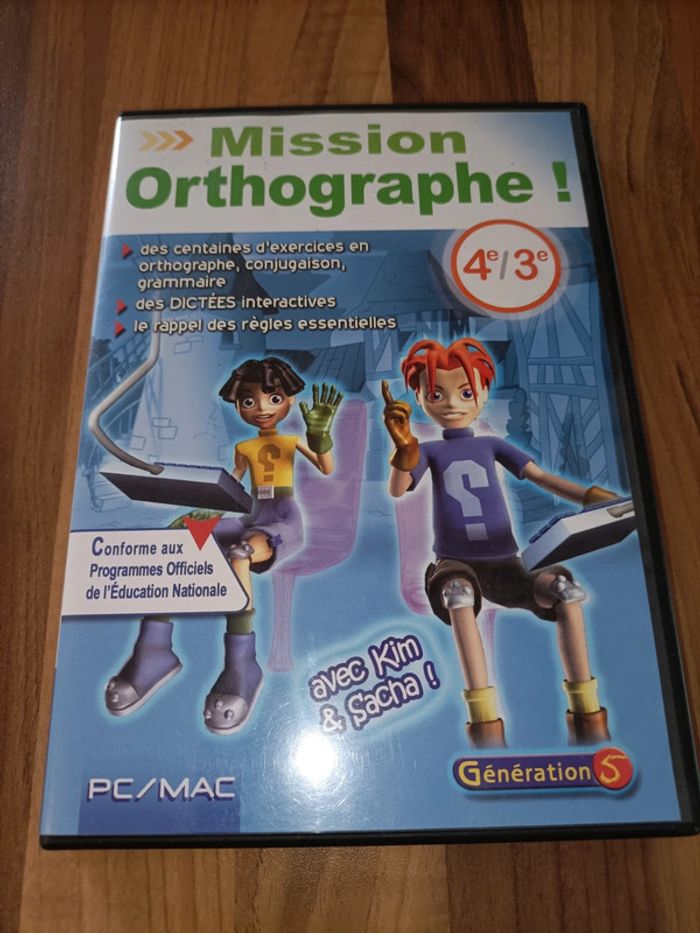 Mission
Orthographe !
des centaines d'exercices en
orthographe, conjugaison,
grammaire
des DICTÉES interactives
le rappel des règles essentielles
4e/3e
?
?
Conforme aux
Programmes Officiels
de l'Éducation Nationale
avec Kim
& Sacha !
PC/MAC
Génération 5